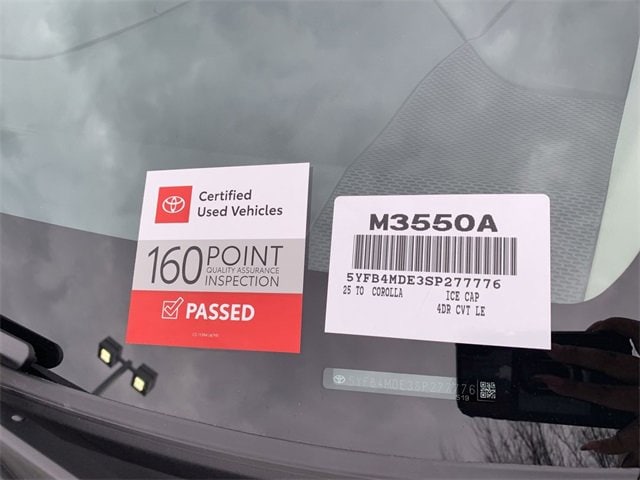 Certified
Used Vehicles
160 POINT
QUALITY ASSURANCE
INSPECTION
PASSED
M3550A
5YFB4MDE3SP277776
25 TO COROLLA ICE CAP
4DR CVT LE
5YFB4MDE3SP277776